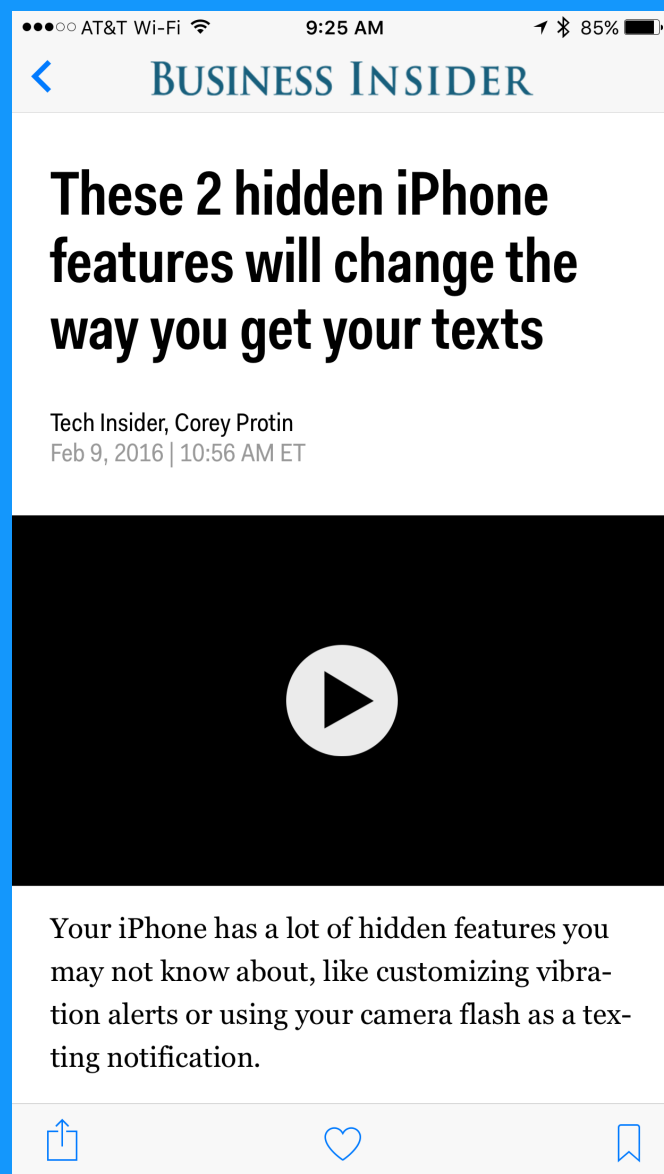 AT&T Wi-Fi 9:25 AM 85%
BUSINESS INSIDER
These 2 hidden iPhone
features will change the
way you get your texts
Tech Insider, Corey Protin
Feb 9, 2016 | 10:56 AM ET
Your iPhone has a lot of hidden features you
may not know about, like customizing vibra-
tion alerts or using your camera flash as a tex-
ting notification.